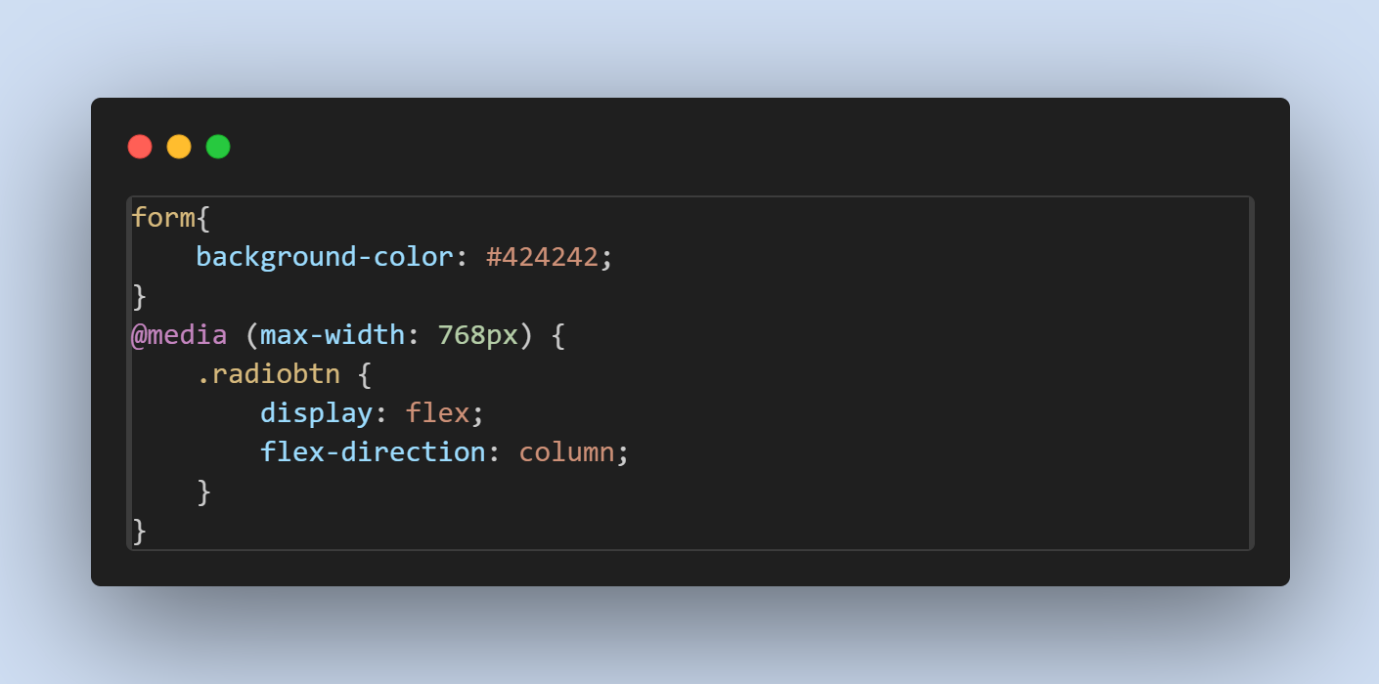 form{
    background-color: #424242;
}
@media (max-width: 768px) {
    .radiobtn {
        display: flex;
        flex-direction: column;
    }
}